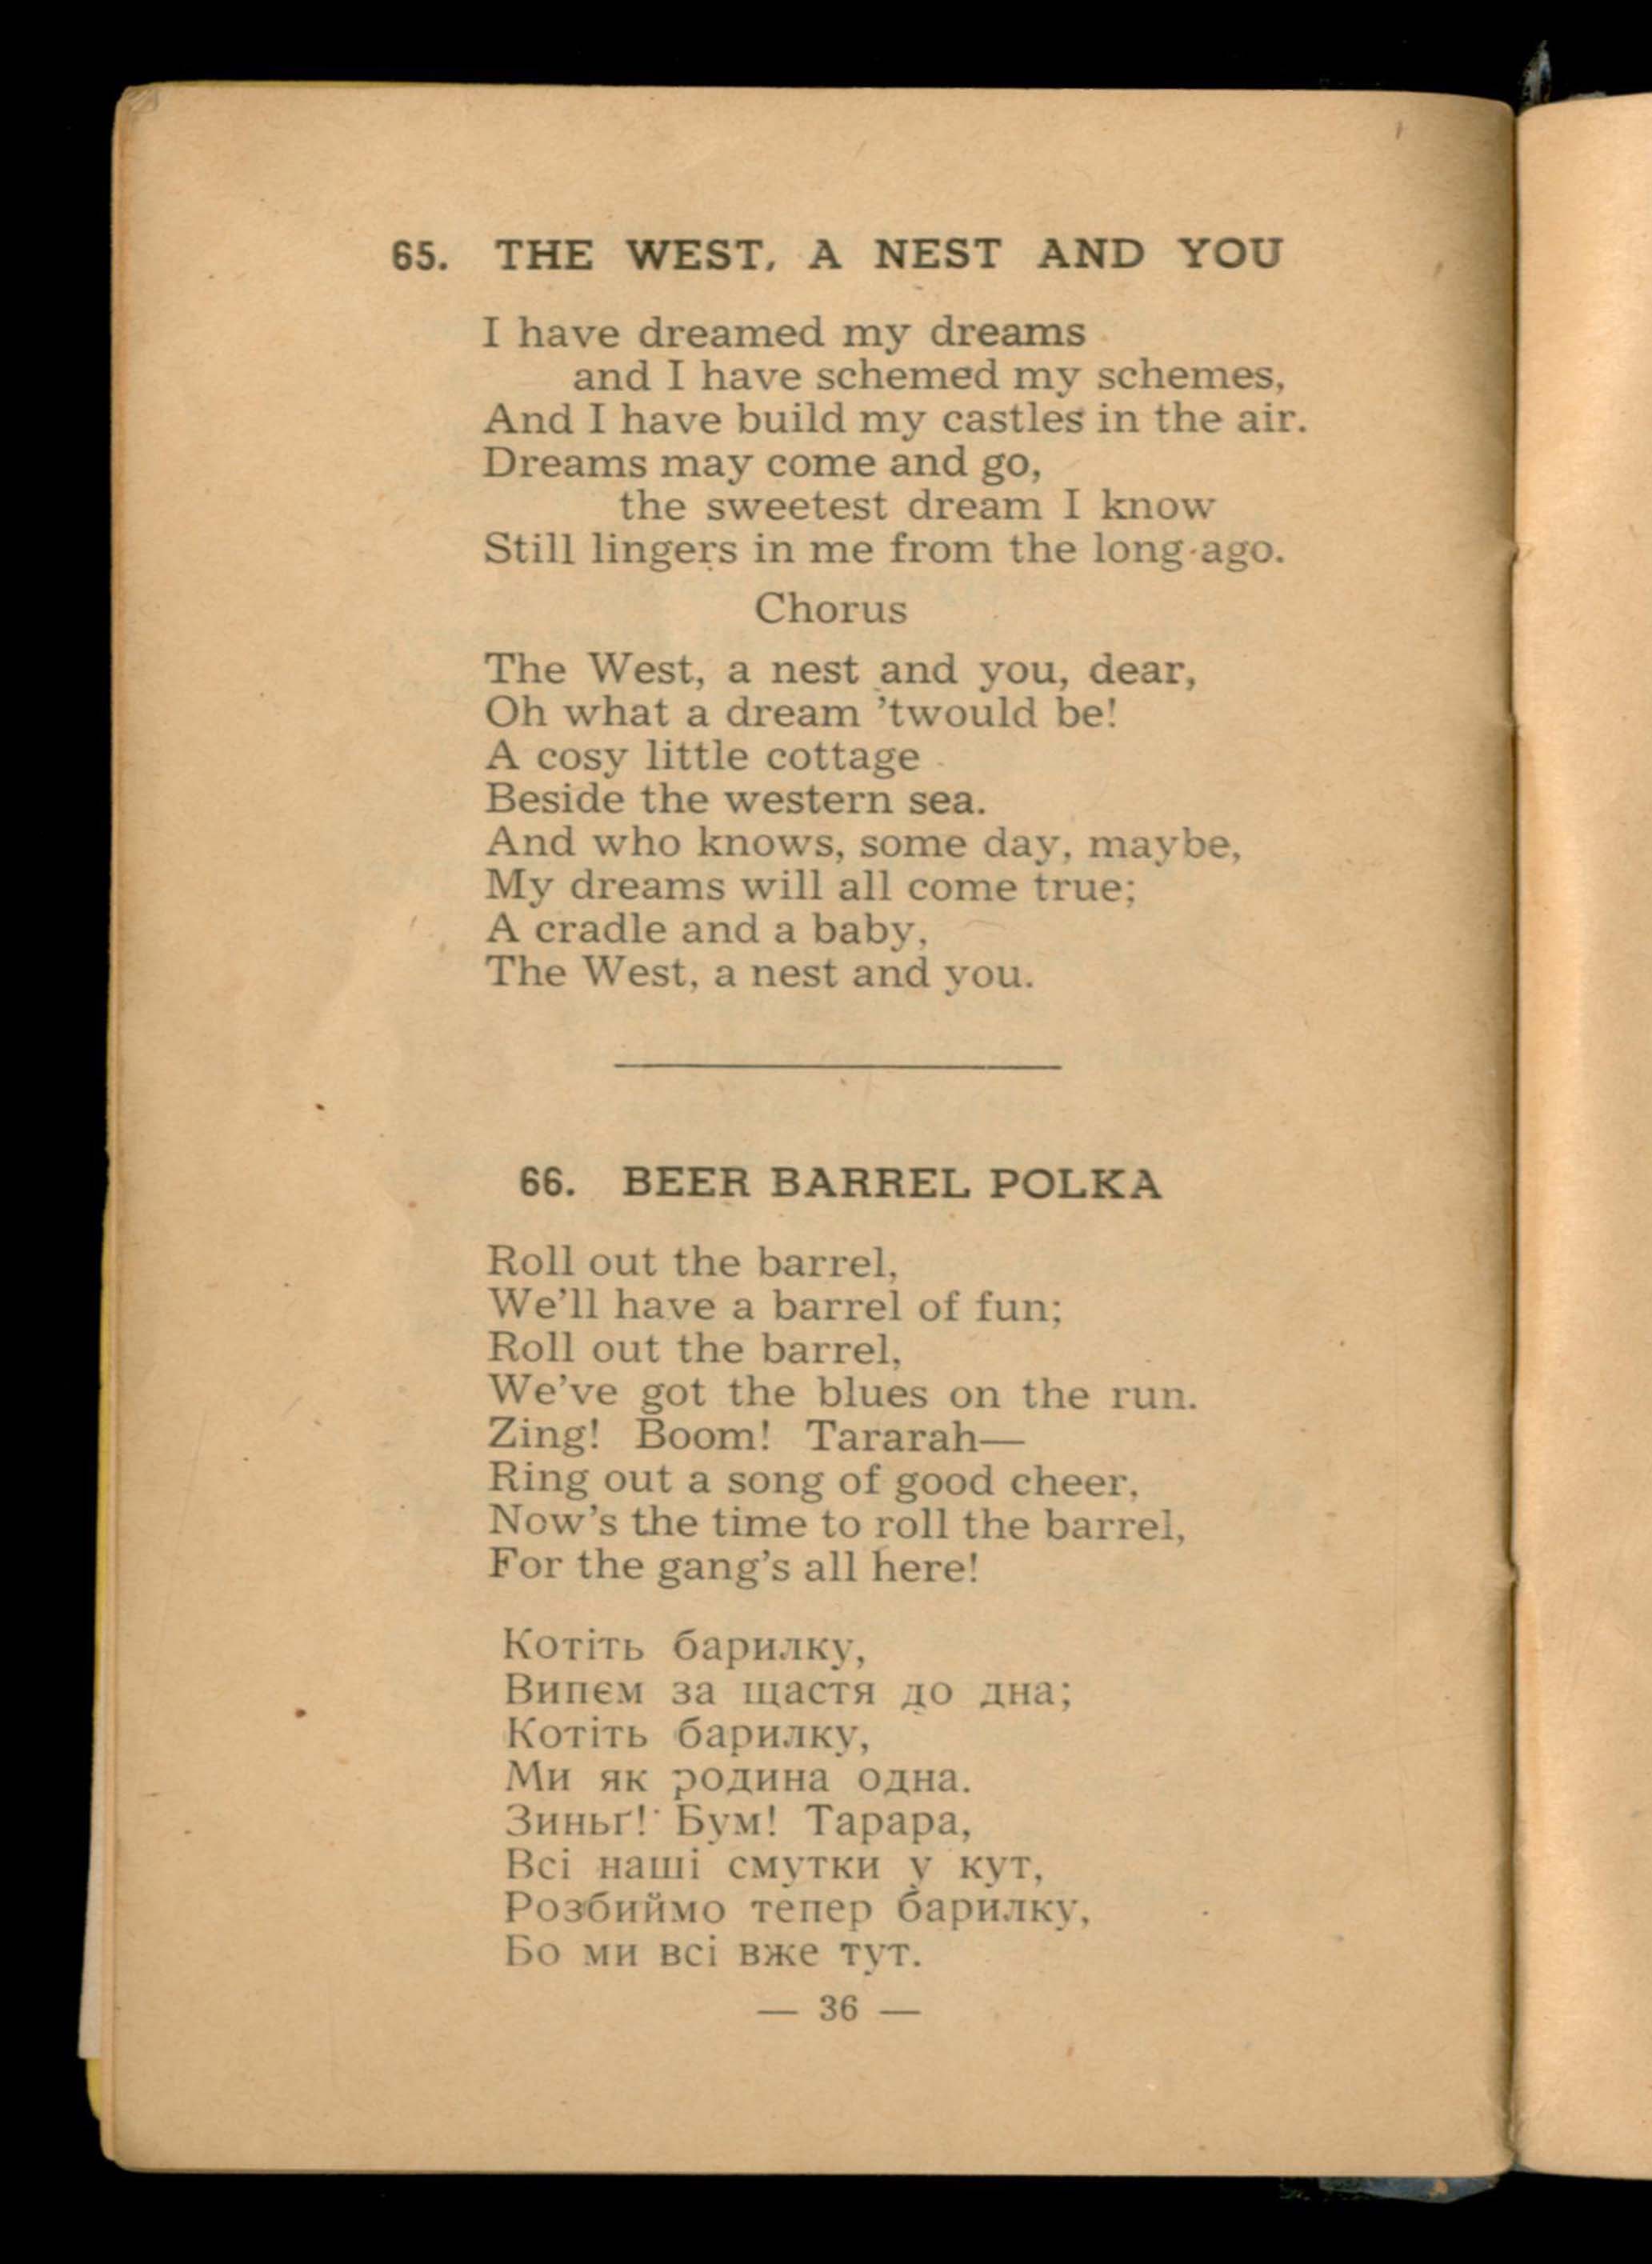 65. THE WEST, A NEST AND YOU
I have dreamed my dreams
and I have schemed my schemes,
And I have build my castles in the air.
Dreams may come and go,
the sweetest dream I know
Still lingers in me from the long ago.
Chorus
The West, a nest and you, dear,
Oh what a dream 'twould be!
A cosy little cottage
Beside the western sea.
And who knows, some day, maybe,
My dreams will all come true;
A cradle and a baby,
The West, a nest and you.
66. BEER BARREL POLKA
Roll out the barrel,
We'll have a barrel of fun;
Roll out the barrel,
We've got the blues on the run.
Zing! Boom! Tararah—
Ring out a song of good cheer,
Now's the time to roll the barrel,
For the gang's all here!
Котіть барилку,
Випєм за щастя до дна;
Котіть барилку,
Ми як родина одна.
Зиньґ! Бум! Тарара,
Всі наші смутки у кут,
Розбиймо тепер барилку,
Бо ми всі вже тут.
— 36 —